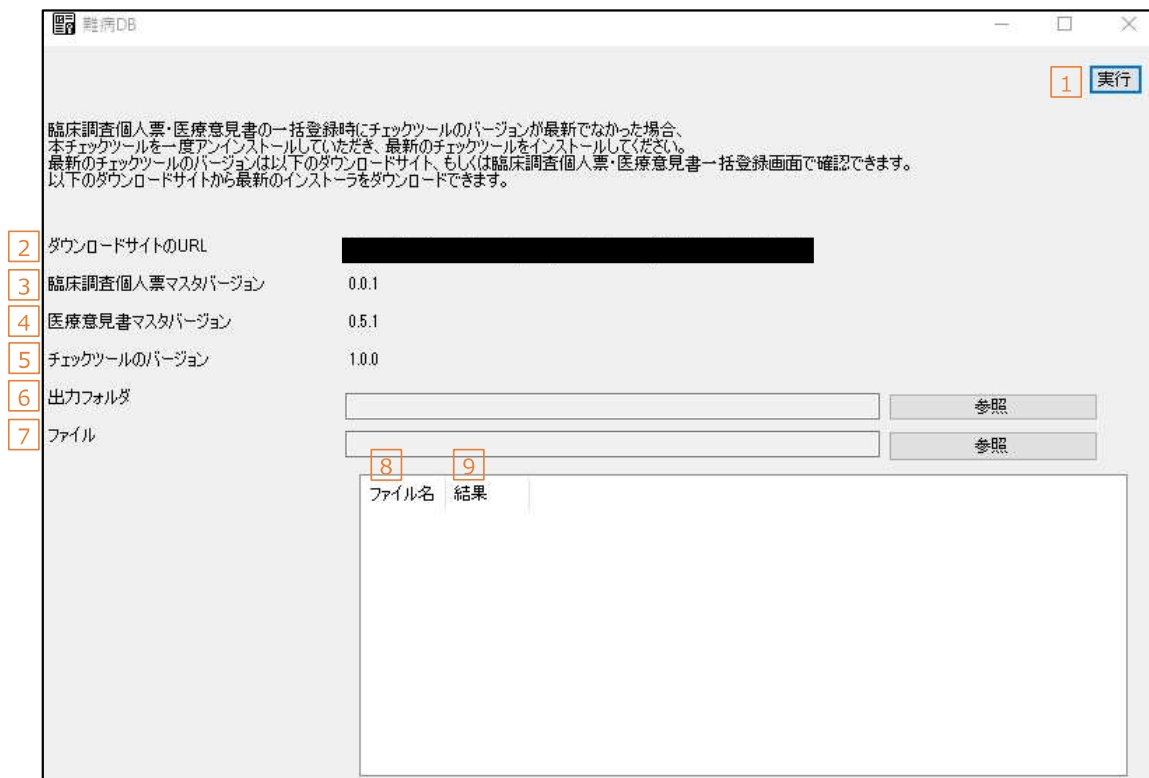 難病DB
1 実行
臨床調査個人票・医療意見書の一括登録時にチェックツールのバージョンが最新でなかった場合、
本チェックツールを一度アンインストールしていただき、最新のチェックツールをインストールしてください。
最新のチェックツールのバージョンは以下のダウンロードサイト、もしくは臨床調査個人票・医療意見書一括登録画面で確認できます。
以下のダウンロードサイトから最新のインストーラをダウンロードできます。
2 ダウンロードサイトのURL
3 臨床調査個人票マスタバージョン 0.0.1
4 医療意見書マスタバージョン 0.5.1
5 チェックツールのバージョン 1.0.0
6 出力フォルダ 参照
7 ファイル 参照
8 9
ファイル名 結果